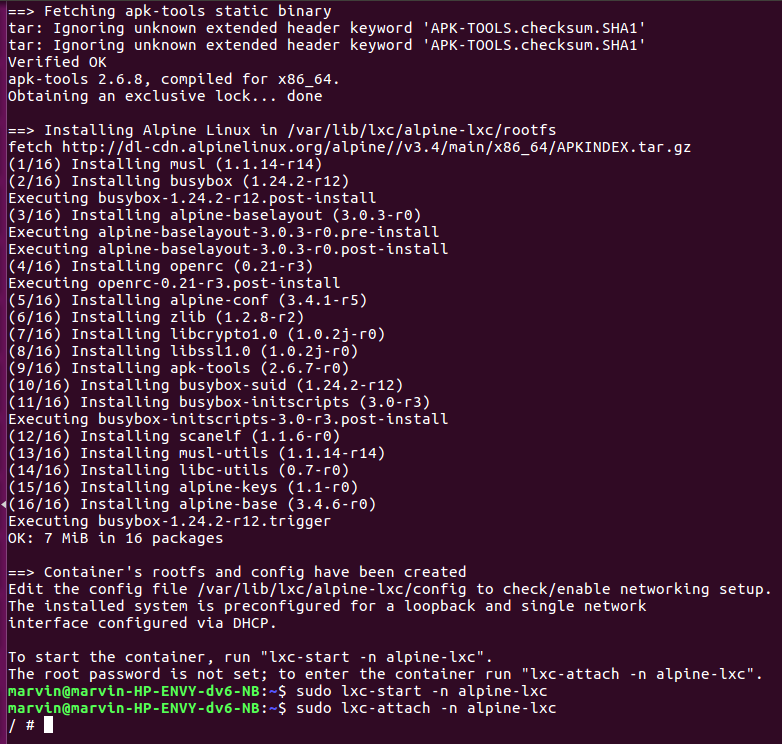 ==> Fetching apk-tools static binary
tar: Ignoring unknown extended header keyword 'APK-TOOLS.checksum.SHA1'
tar: Ignoring unknown extended header keyword 'APK-TOOLS.checksum.SHA1'
Verified OK
apk-tools 2.6.8, compiled for x86_64.
Obtaining an exclusive lock... done

==> Installing Alpine Linux in /var/lib/lxc/alpine-lxc/rootfs
fetch http://dl-cdn.alpinelinux.org/alpine//v3.4/main/x86_64/APKINDEX.tar.gz
(1/16) Installing musl (1.1.14-r14)
(2/16) Installing busybox (1.24.2-r12)
Executing busybox-1.24.2-r12.post-install
(3/16) Installing alpine-baselayout (3.0.3-r0)
Executing alpine-baselayout-3.0.3-r0.pre-install
Executing alpine-baselayout-3.0.3-r0.post-install
(4/16) Installing openrc (0.21-r3)
Executing openrc-0.21-r3.post-install
(5/16) Installing alpine-conf (3.4.1-r5)
(6/16) Installing zlib (1.2.8-r2)
(7/16) Installing libcrypto1.0 (1.0.2j-r0)
(8/16) Installing libssl1.0 (1.0.2j-r0)
(9/16) Installing apk-tools (2.6.7-r0)
(10/16) Installing busybox-suid (1.24.2-r12)
(11/16) Installing busybox-initscripts (3.0-r3)
Executing busybox-initscripts-3.0-r3.post-install
(12/16) Installing scanelf (1.1.6-r0)
(13/16) Installing musl-utils (1.1.14-r14)
(14/16) Installing libc-utils (0.7-r0)
(15/16) Installing alpine-keys (1.1-r0)
(16/16) Installing alpine-base (3.4.6-r0)
Executing busybox-1.24.2-r12.trigger
OK: 7 MiB in 16 packages

==> Container's rootfs and config have been created
Edit the config file /var/lib/lxc/alpine-lxc/config to check/enable networking setup.
The installed system is preconfigured for a loopback and single network
interface configured via DHCP.

To start the container, run "lxc-start -n alpine-lxc".
The root password is not set; to enter the container run "lxc-attach -n alpine-lxc".
marvin@marvin-HP-ENVY-dv6-NB:~$ sudo lxc-start -n alpine-lxc
marvin@marvin-HP-ENVY-dv6-NB:~$ sudo lxc-attach -n alpine-lxc
/ #